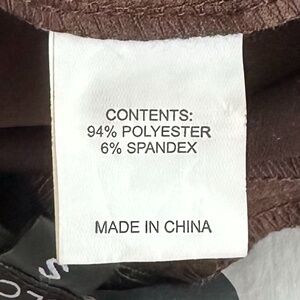 CONTENTS:
94% POLYESTER
6% SPANDEX
MADE IN CHINA